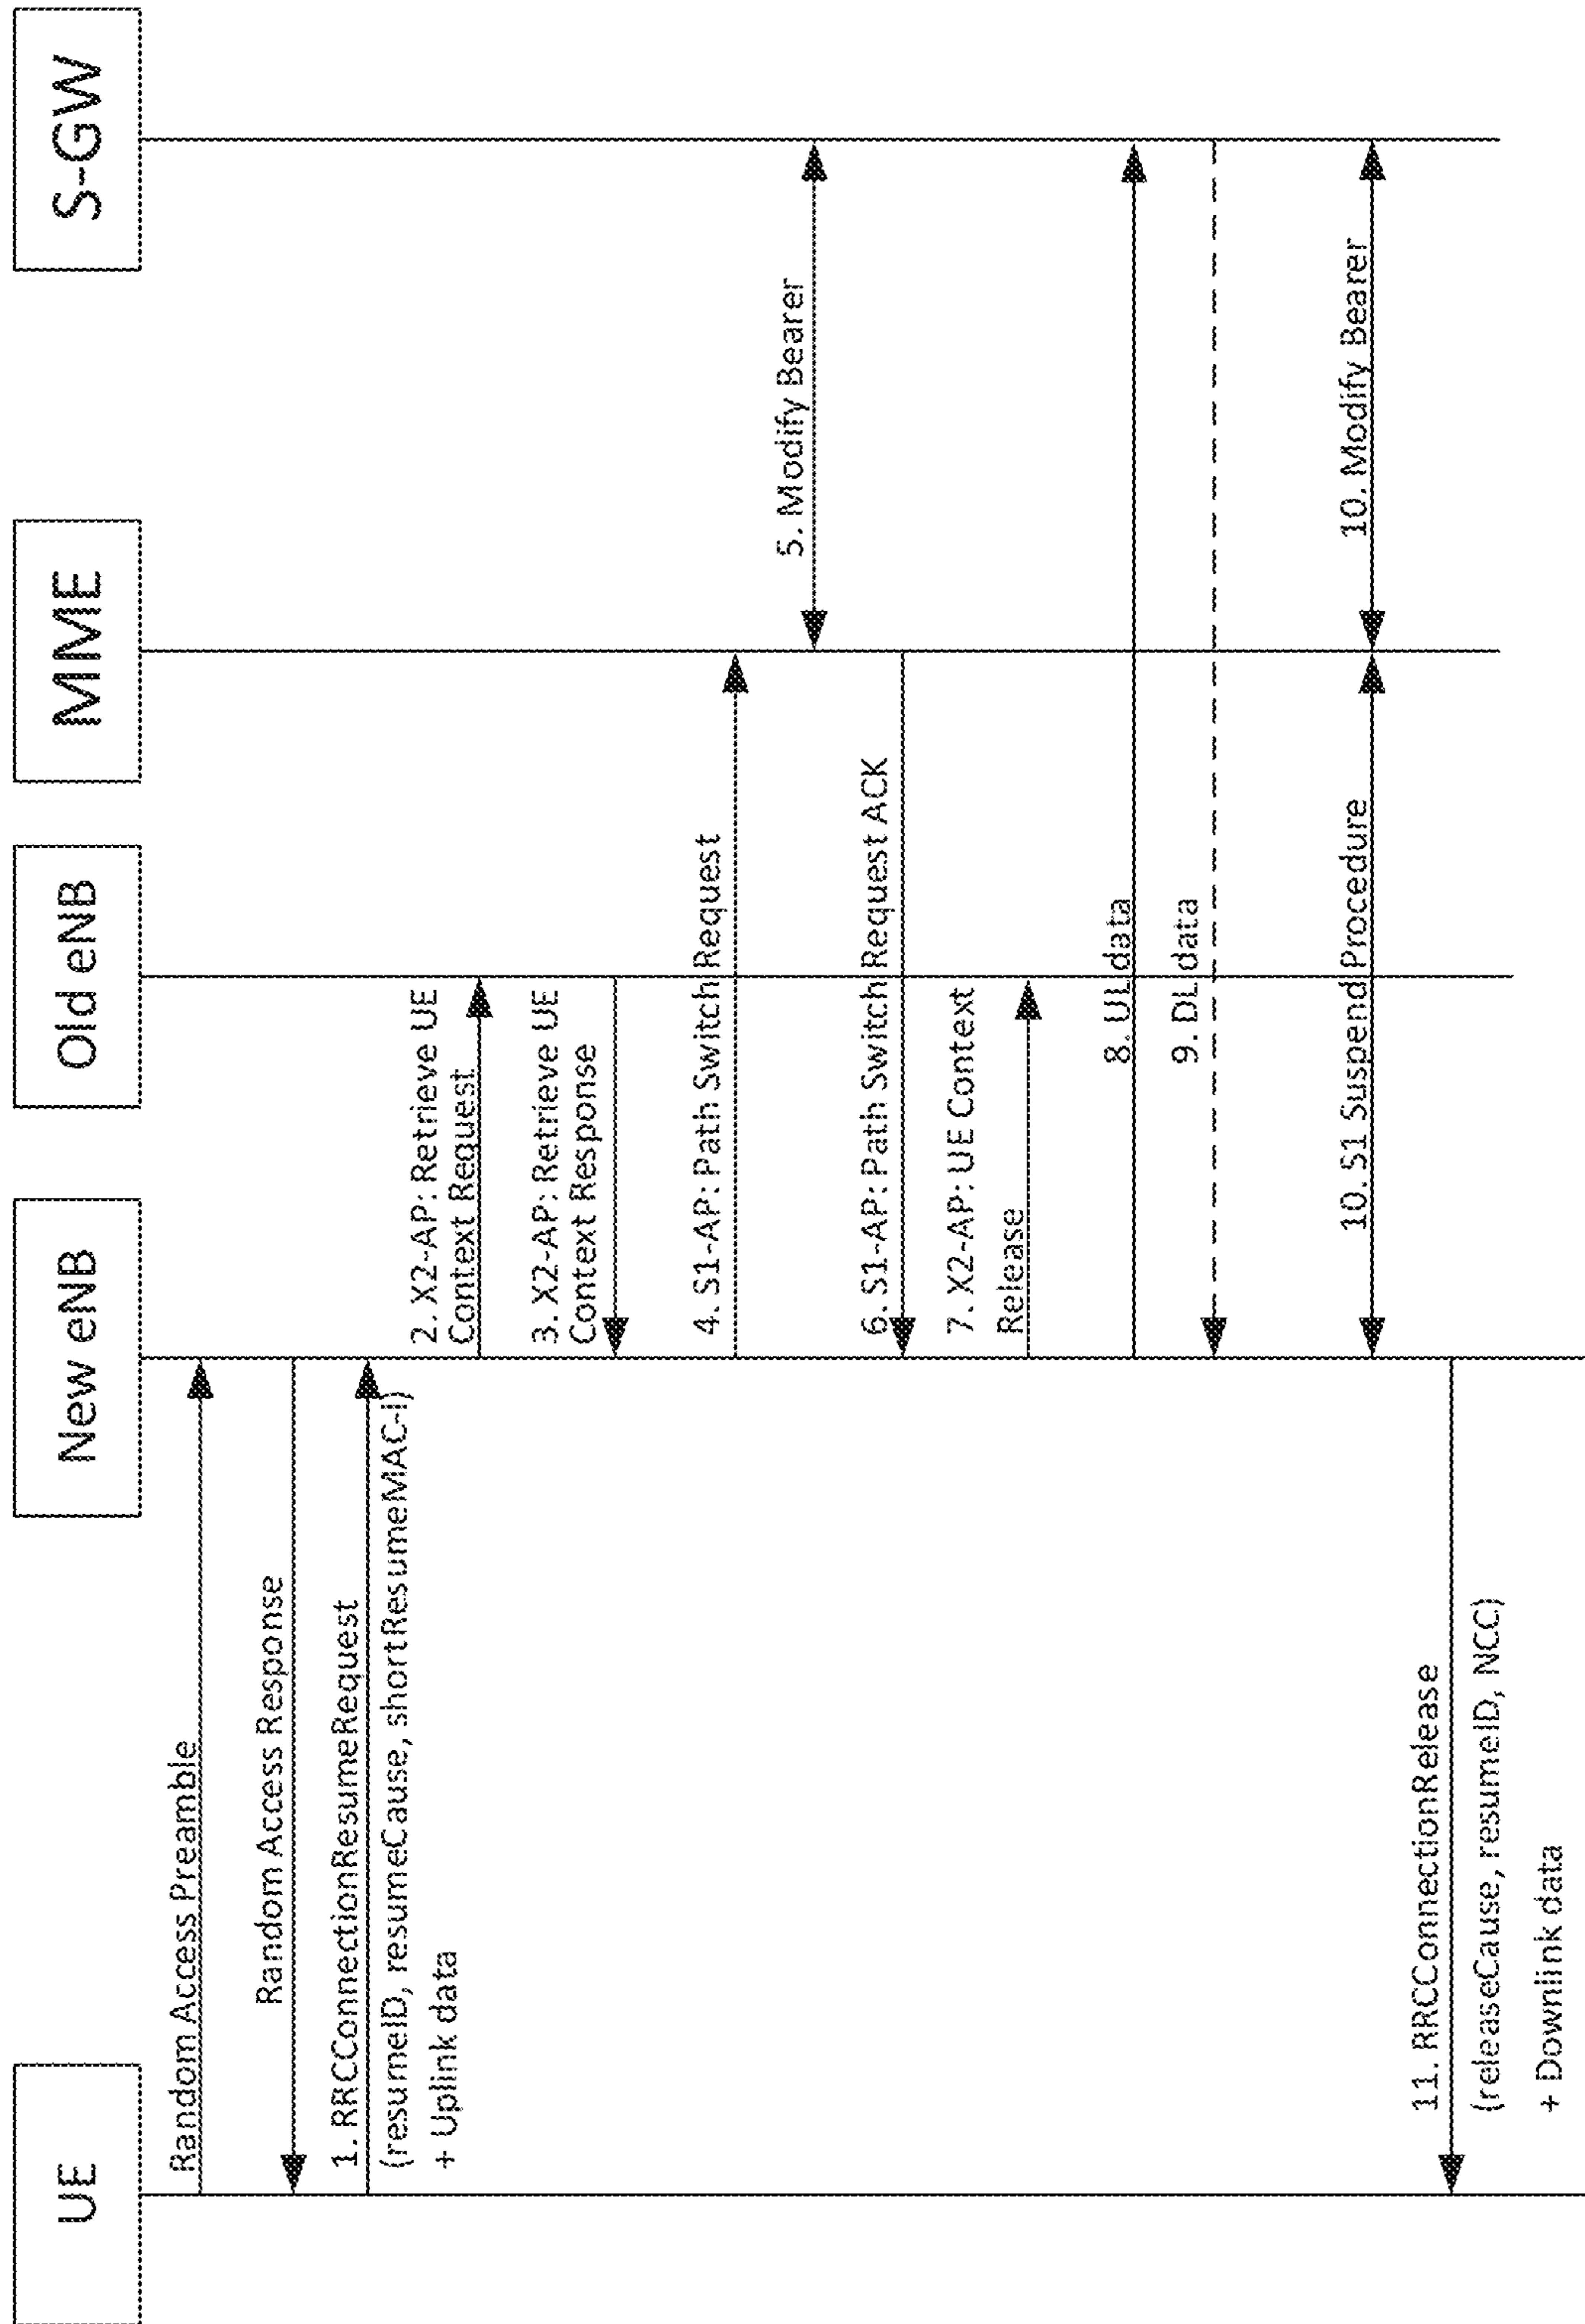 UE
New eNB
Old eNB
MME
S-GW
Random Access Preamble
Random Access Response
1. RRCConnectionResumeRequest
(resumeID, resumeCause, shortResumeMAC-I)
+ Uplink data
2. X2-AP: Retrieve UE
Context Request
3. X2-AP: Retrieve UE
Context Response
4. S1-AP: Path Switch Request
5. Modify Bearer
6. S1-AP: Path Switch Request ACK
7. X2-AP: UE Context
Release
8. UL data
9. DL data
10. S1 Suspend Procedure
10. Modify Bearer
11. RRCConnectionRelease
(releaseCause, resumeID, NCC)
+ Downlink data